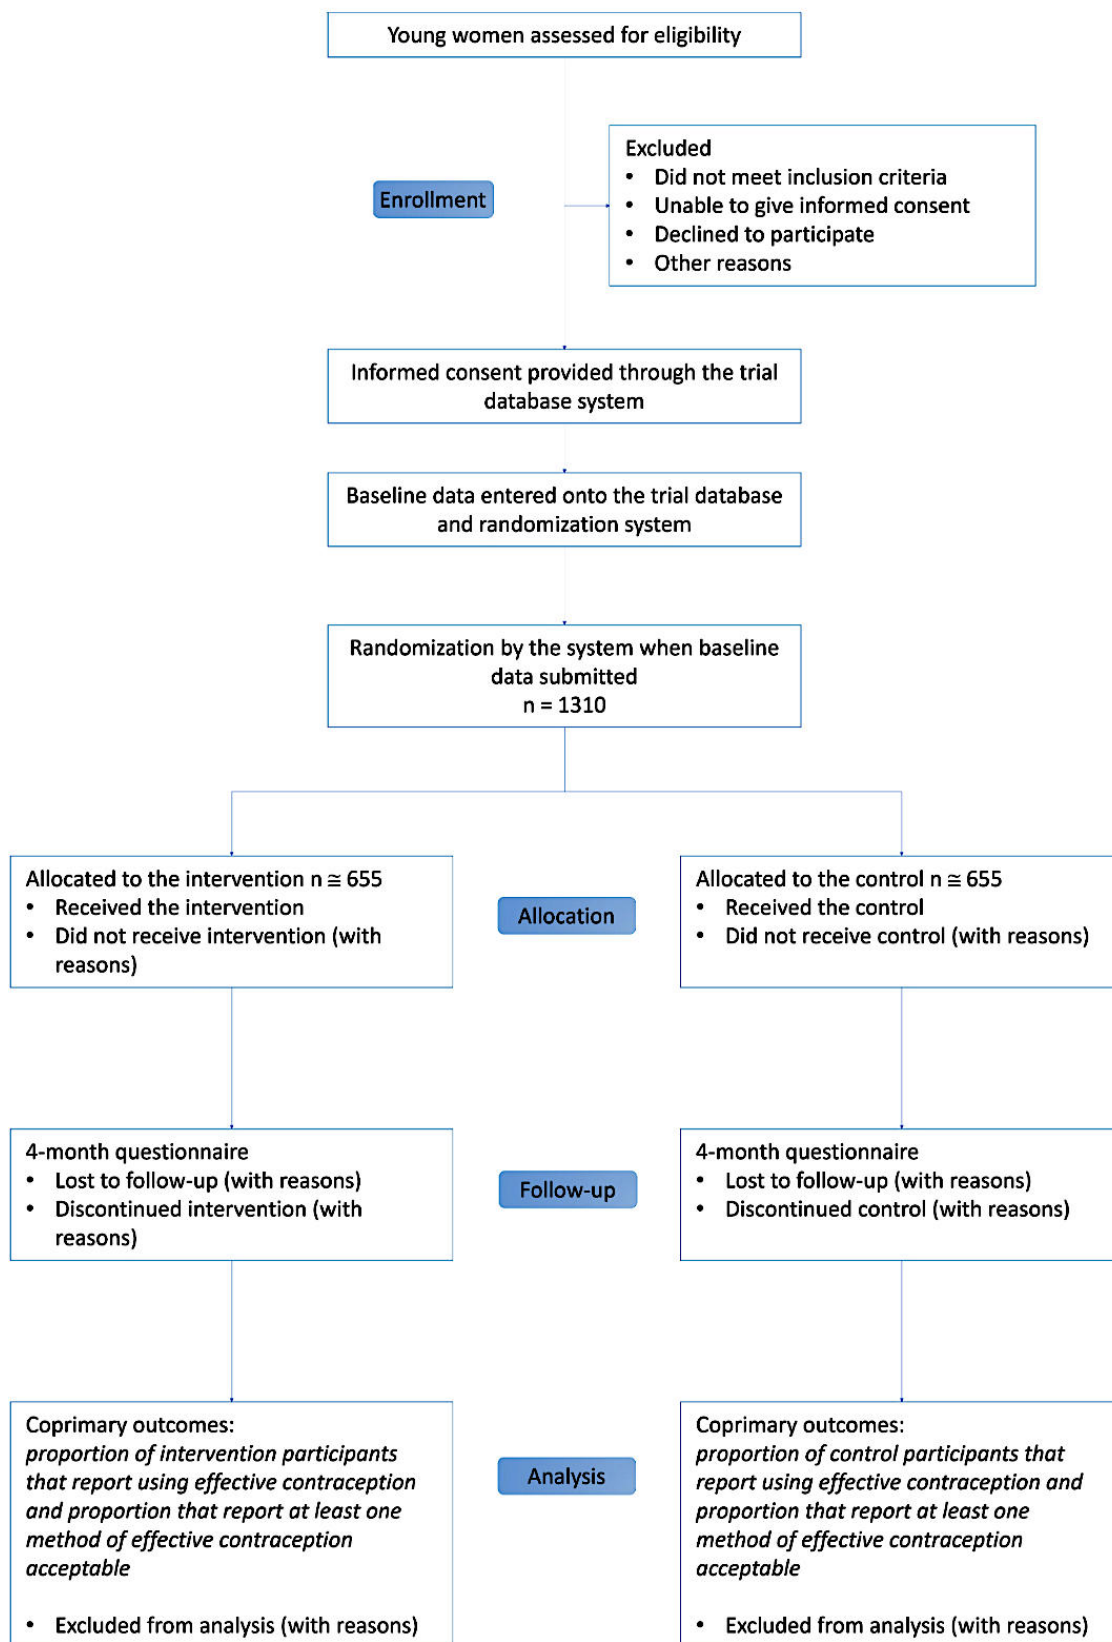 Young women assessed for eligibility
Excluded
• Did not meet inclusion criteria
• Unable to give informed consent
• Declined to participate
• Other reasons
Enrollment
Informed consent provided through the trial
database system
Baseline data entered onto the trial database
and randomization system
Randomization by the system when baseline
data submitted
n = 1310
Allocated to the intervention n ≅ 655
• Received the intervention
• Did not receive intervention (with
reasons)
Allocation
Allocated to the control n ≅ 655
• Received the control
• Did not receive control (with reasons)
4-month questionnaire
• Lost to follow-up (with reasons)
• Discontinued intervention (with
reasons)
Follow-up
4-month questionnaire
• Lost to follow-up (with reasons)
• Discontinued control (with reasons)
Coprimary outcomes:
proportion of intervention participants
that report using effective contraception
and proportion that report at least one
method of effective contraception
acceptable
• Excluded from analysis (with reasons)
Analysis
Coprimary outcomes:
proportion of control participants that
report using effective contraception and
proportion that report at least one
method of effective contraception
acceptable
• Excluded from analysis (with reasons)